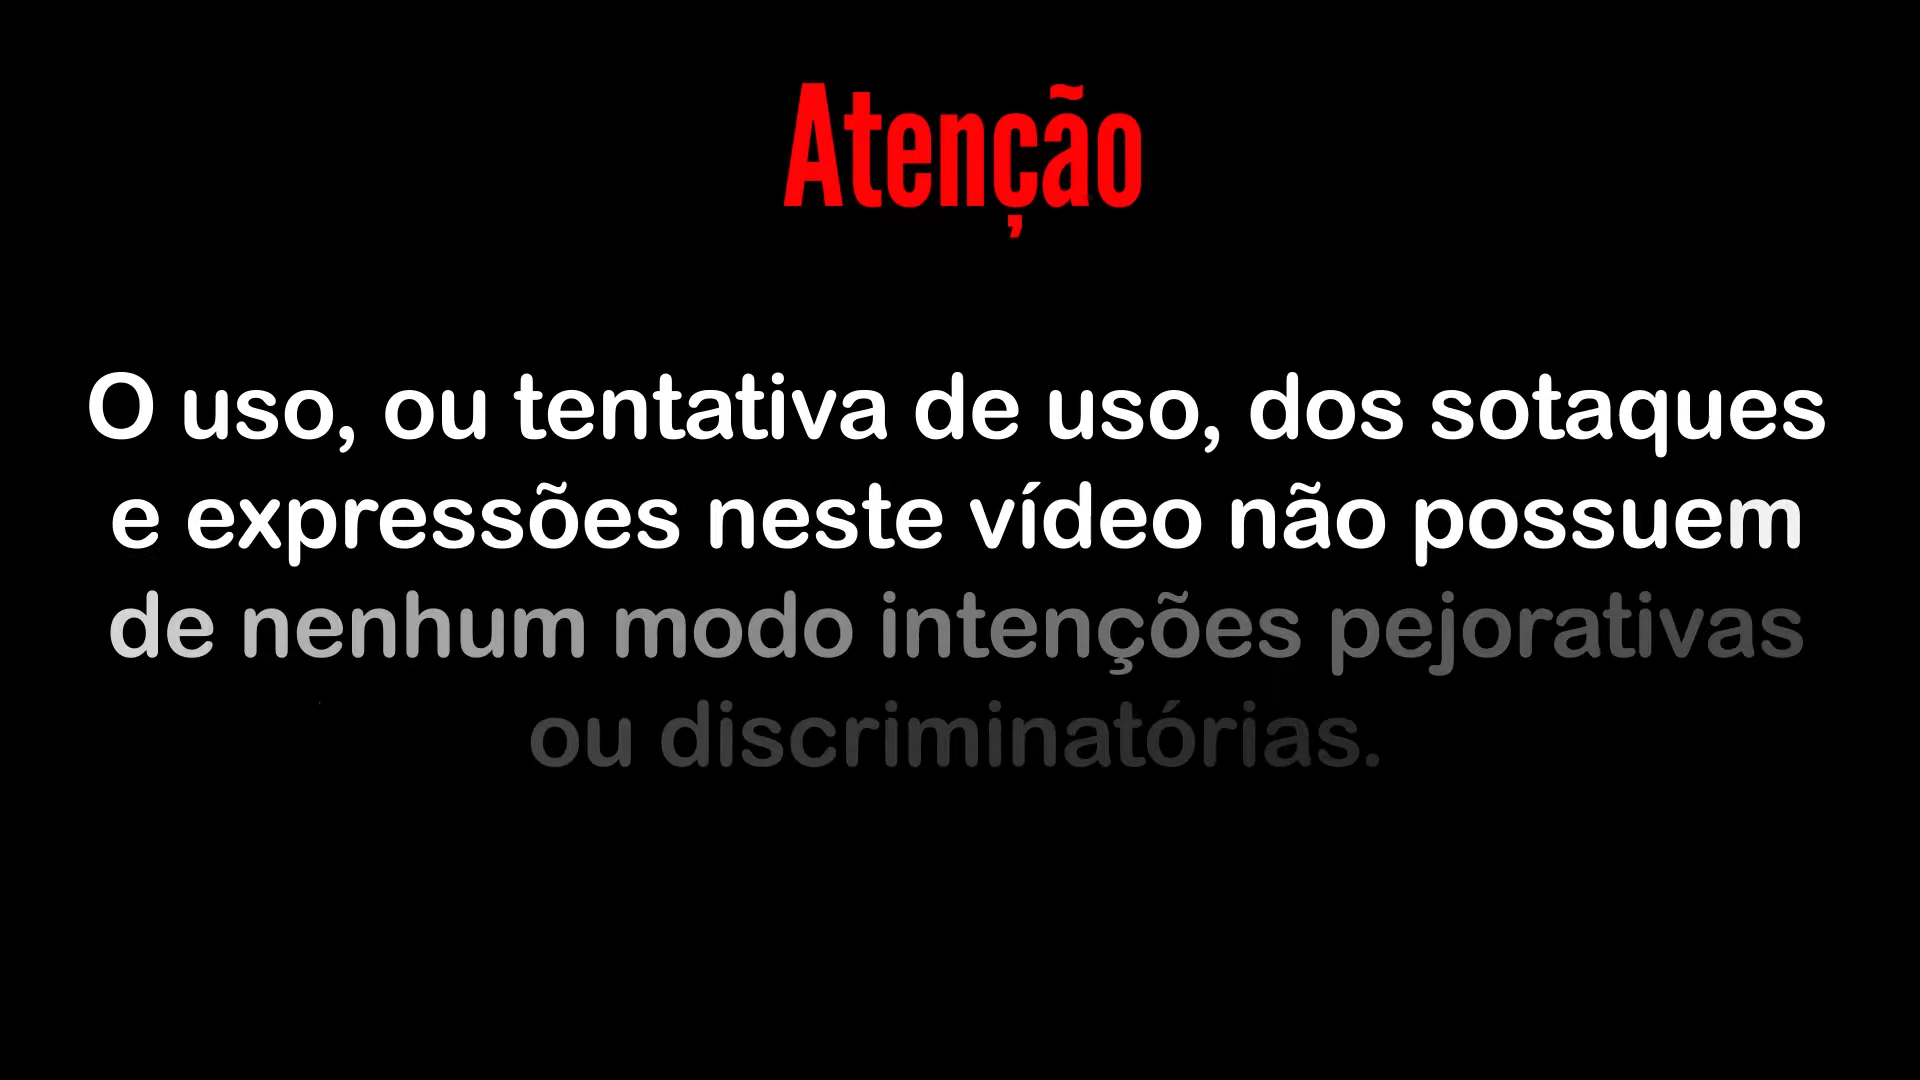 Atenção
O uso, ou tentativa de uso, dos sotaques
e expressões neste vídeo não possuem
de nenhum modo intenções pejorativas
ou discriminatórias.